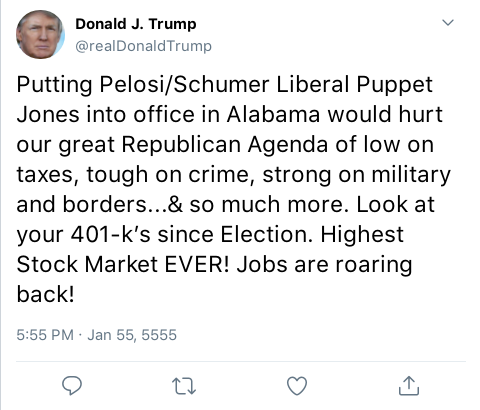 Donald J. Trump
@realDonaldTrump
Putting Pelosi/Schumer Liberal Puppet
Jones into office in Alabama would hurt
our great Republican Agenda of low on
taxes, tough on crime, strong on military
and borders...& so much more. Look at
your 401-k’s since Election. Highest
Stock Market EVER! Jobs are roaring
back!
5:55 PM · Jan 55, 5555